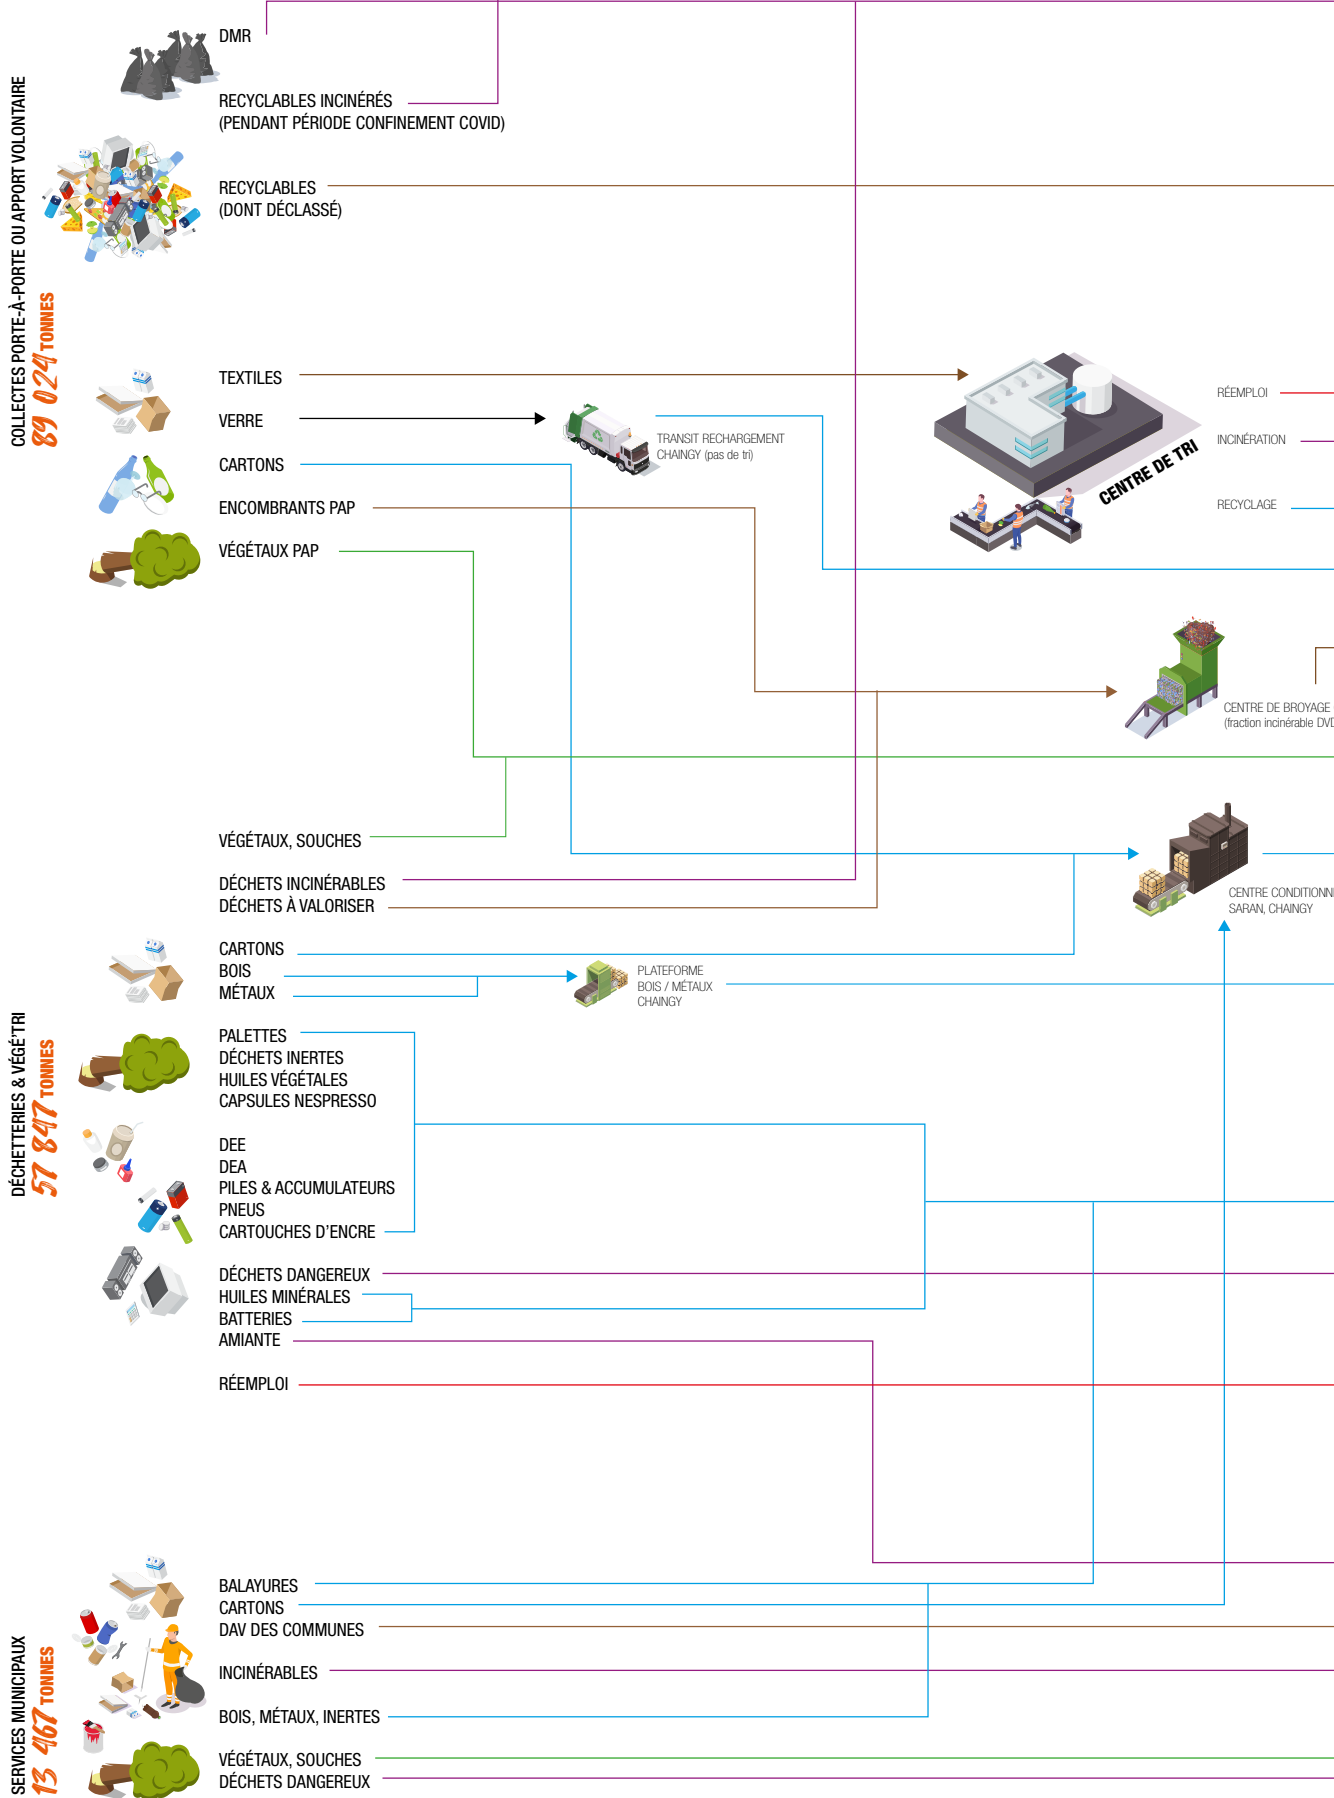 COLLECTES PORTE-À-PORTE OU APPORT VOLONTAIRE
89 024 TONNES
DMR
RECYCLABLES INCINÉRÉS
(PENDANT PÉRIODE CONFINEMENT COVID)
RECYCLABLES
(DONT DÉCLASSÉ)
TEXTILES
VERRE
CARTONS
ENCOMBRANTS PAP
VÉGÉTAUX PAP
TRANSIT RECHARGEMENT
CHAINGY (pas de tri)
CENTRE DE TRI
RÉEMPLOI
INCINÉRATION
RECYCLAGE
CENTRE DE BROYAGE
(fraction incinérable DVD
DÉCHETTERIES & VÉGÉ'TRI
57 847 TONNES
VÉGÉTAUX, SOUCHES
DÉCHETS INCINÉRABLES
DÉCHETS À VALORISER
CARTONS
BOIS
MÉTAUX
PLATEFORME
BOIS / MÉTAUX
CHAINGY
CENTRE CONDITIONN
SARAN, CHAINGY
PALETTES
DÉCHETS INERTES
HUILES VÉGÉTALES
CAPSULES NESPRESSO
DEE
DEA
PILES & ACCUMULATEURS
PNEUS
CARTOUCHES D'ENCRE
DÉCHETS DANGEREUX
HUILES MINÉRALES
BATTERIES
AMIANTE
RÉEMPLOI
SERVICES MUNICIPAUX
13 467 TONNES
BALAYURES
CARTONS
DAV DES COMMUNES
INCINÉRABLES
BOIS, MÉTAUX, INERTES
VÉGÉTAUX, SOUCHES
DÉCHETS DANGEREUX